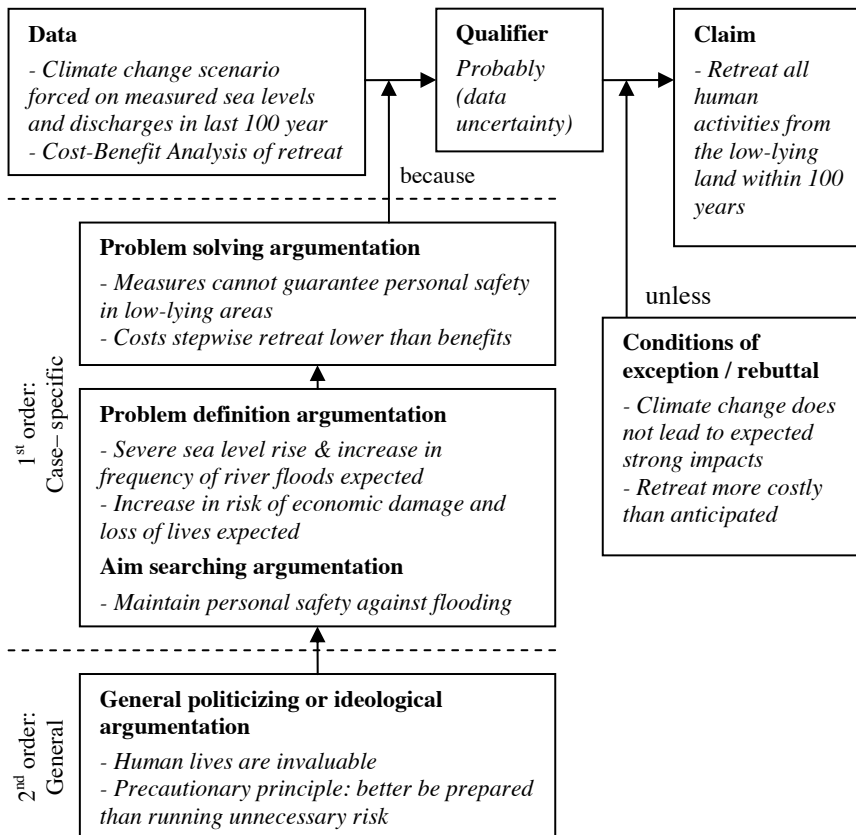 Data
- Climate change scenario
forced on measured sea levels
and discharges in last 100 year
- Cost-Benefit Analysis of retreat
Qualifier
Probably
(data
uncertainty)
Claim
- Retreat all
human
activities from
the low-lying
land within 100
years
because
unless
1st order:
Case– specific
Problem solving argumentation
- Measures cannot guarantee personal safety
in low-lying areas
- Costs stepwise retreat lower than benefits
Problem definition argumentation
- Severe sea level rise & increase in
frequency of river floods expected
- Increase in risk of economic damage and
loss of lives expected
Aim searching argumentation
- Maintain personal safety against flooding
Conditions of
exception / rebuttal
- Climate change does
not lead to expected
strong impacts
- Retreat more costly
than anticipated
2nd order:
General
General politicizing or ideological
argumentation
- Human lives are invaluable
- Precautionary principle: better be prepared
than running unnecessary risk